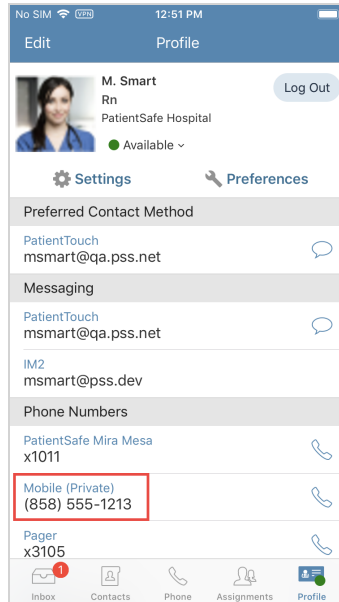 No SIM VPN 12:51 PM
Edit Profile
M. Smart
Rn
PatientSafe Hospital
Available
Log Out
Settings Preferences
Preferred Contact Method
PatientTouch
msmart@qa.pss.net
Messaging
PatientTouch
msmart@qa.pss.net
IM2
msmart@pss.dev
Phone Numbers
PatientSafe Mira Mesa
x1011
Mobile (Private)
(858) 555-1213
Pager
x3105
1
Inbox Contacts Phone Assignments Profile